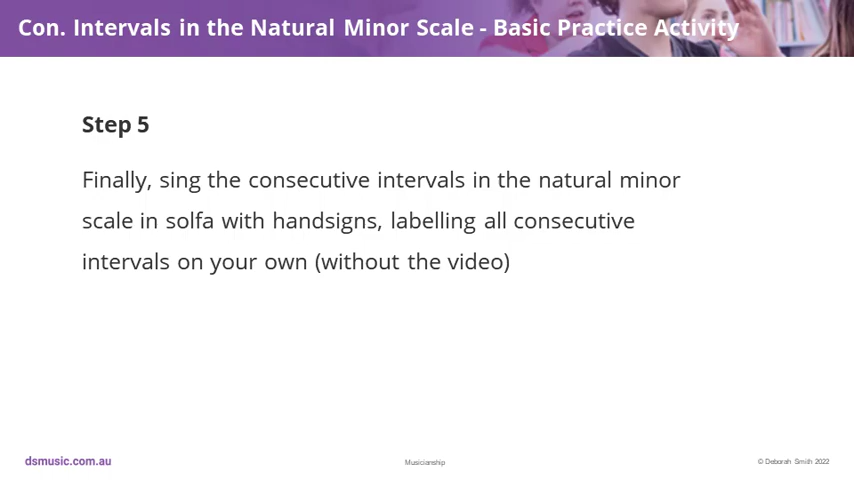 Con. Intervals in the Natural Minor Scale - Basic Practice Activity
Step 5
Finally, sing the consecutive intervals in the natural minor
scale in solfa with handsigns, labelling all consecutive
intervals on your own (without the video)
dsmusic.com.au
Musicianship
© Deborah Smith 2022